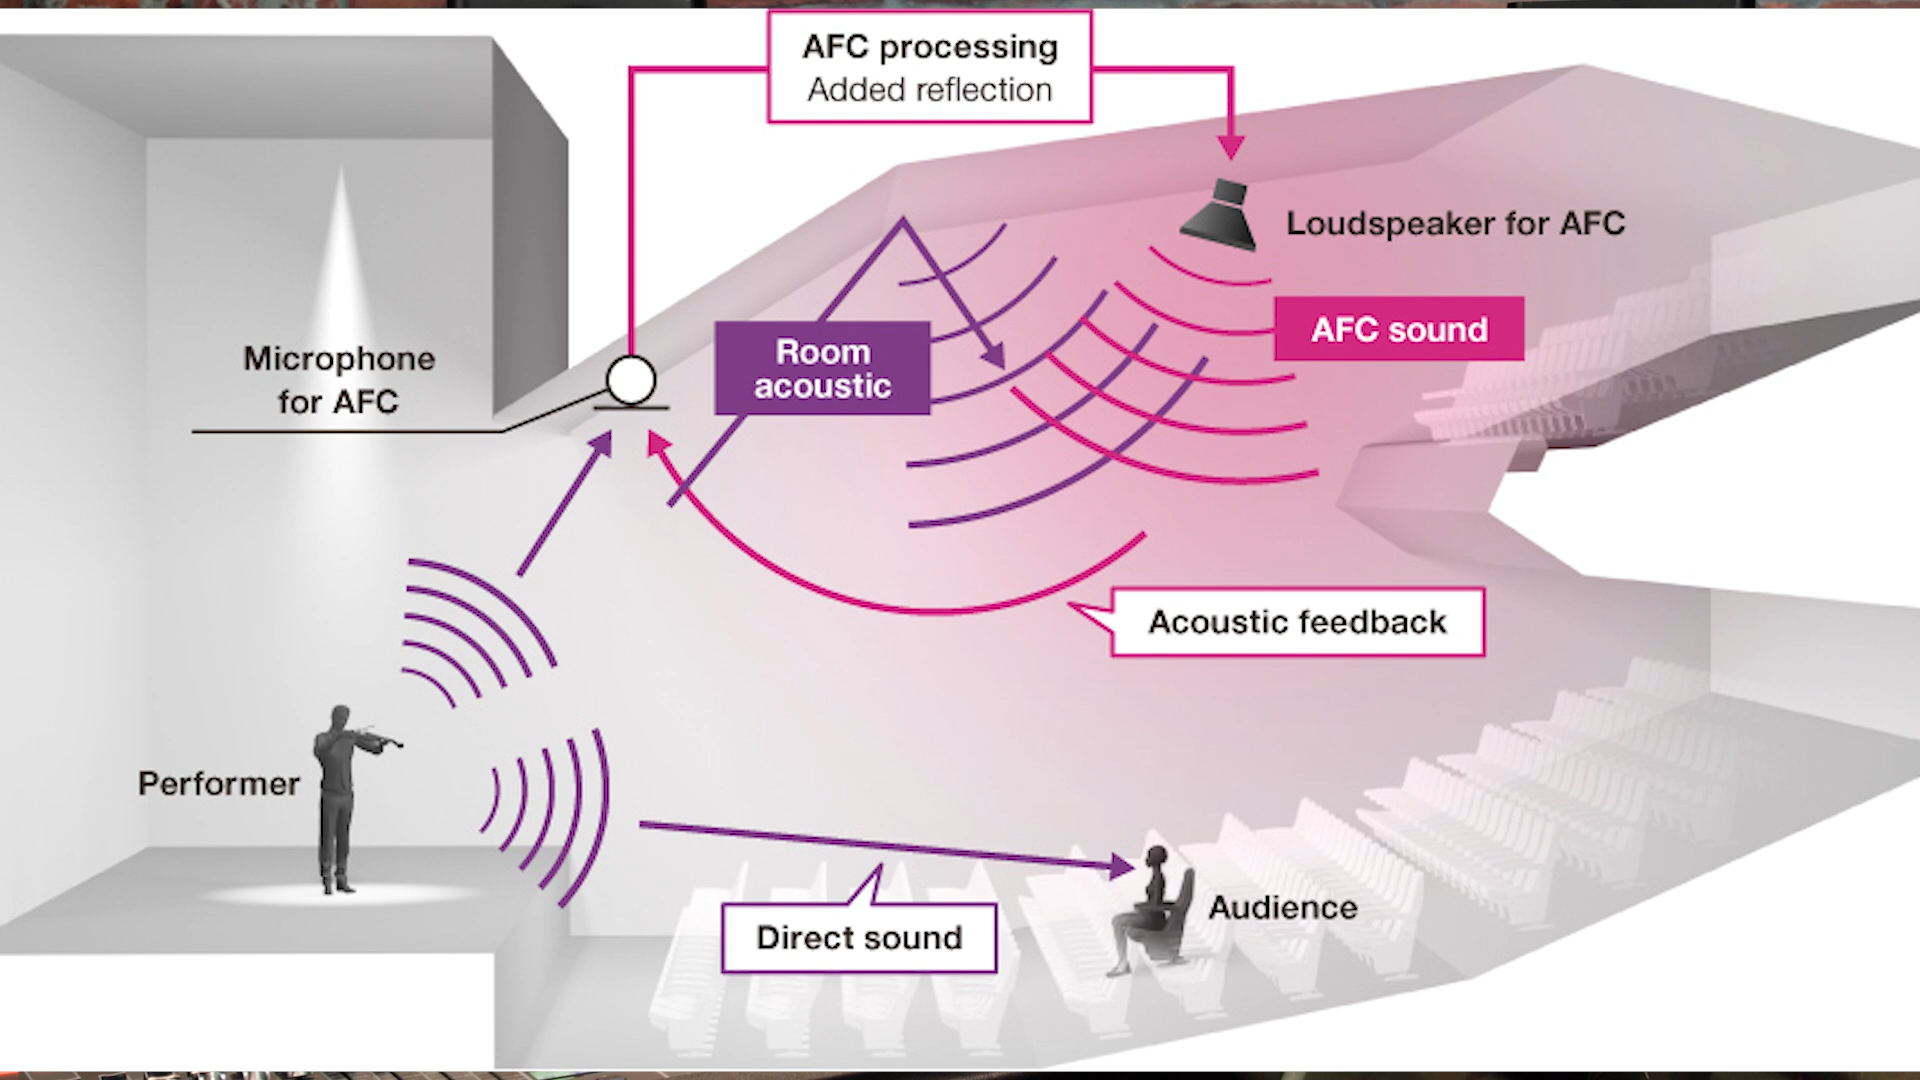 AFC processing
Added reflection
Loudspeaker for AFC
AFC sound
Room
acoustic
Microphone
for AFC
Acoustic feedback
Performer
Audience
Direct sound